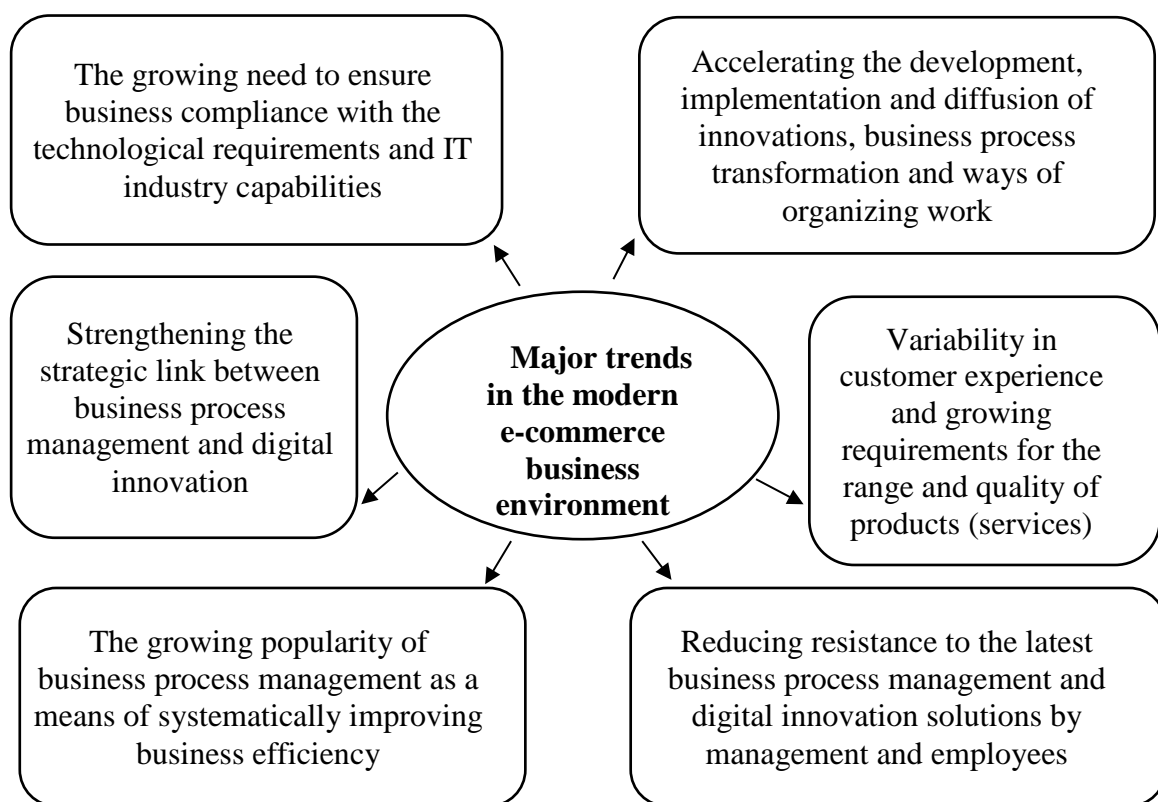 The growing need to ensure
business compliance with the
technological requirements and IT
industry capabilities
Accelerating the development,
implementation and diffusion of
innovations, business process
transformation and ways of
organizing work
Strengthening the
strategic link between
business process
management and digital
innovation
Major trends
in the modern
e-commerce
business
environment
Variability in
customer experience
and growing
requirements for the
range and quality of
products (services)
The growing popularity of
business process management as a
means of systematically improving
business efficiency
Reducing resistance to the latest
business process management and
digital innovation solutions by
management and employees